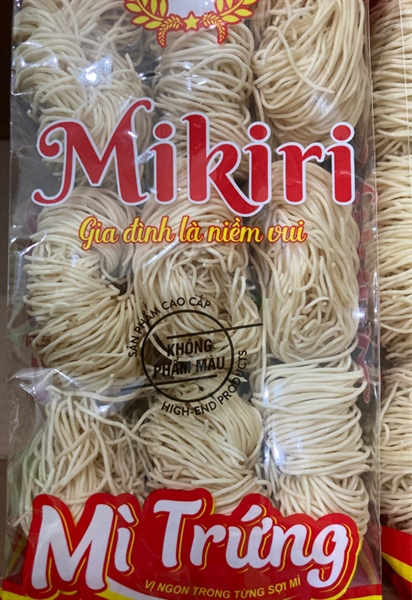 Mikiri
Gia đình là niềm vui
SẢN PHẨM CAO CẤP
KHÔNG
PHẨM MÀU
HIGH-END PRODUCTS
Mì Trứng
VỊ NGON TRONG TỪNG SỢI MÌ